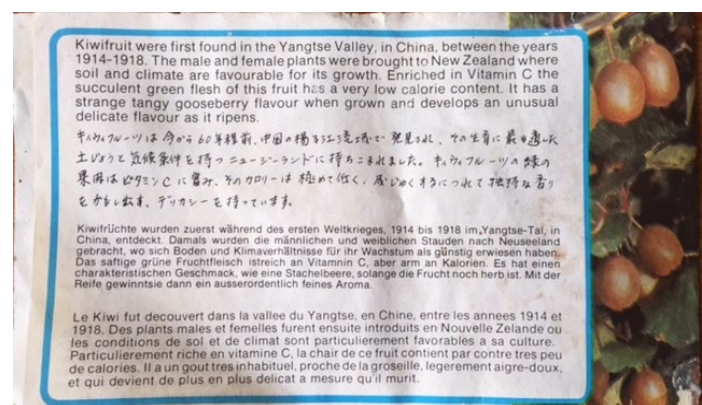 Kiwifruit were first found in the Yangtse Valley, in China, between the years
1914-1918. The male and female plants were brought to New Zealand where
soil and climate are favourable for its growth. Enriched in Vitamin C the
succulent green flesh of this fruit has a very low calorie content. It has a
strange tangy gooseberry flavour when grown and develops an unusual
delicate flavour as it ripens.
キィウィフルーツは今から60年程前、中国の揚子江流域で発見され、その生育に最も適した
土じょうと気候条件を持つニュージーランドに持ちこまれました。キィウィフルーツの緑の
果肉はビタミンCに富み、そのカロリーは極めて低く、成じゅくするにつれて独特な香り
をかもし出す、デリカシーを持っています。
Kiwifrüchte wurden zuerst während des ersten Weltkrieges, 1914 bis 1918 im Yangtse-Tal, in
China, entdeckt. Damals wurden die männlichen und weiblichen Stauden nach Neuseeland
gebracht, wo sich Boden und Klimaverhältnisse für ihr Wachstum als günstig erwiesen haben.
Das saftige grüne Fruchtfleisch istreich an Vitamnin C, aber arm an Kalorien. Es hat einen
charakteristischen Geschmack, wie eine Stachelbeere, solange die Frucht noch herb ist. Mit der
Reife gewinntsie dann ein ausserordentlich feines Aroma.
Le Kiwi fut decouvert dans la vallee du Yangtse, en Chine, entre les annees 1914 et
1918. Des plants males et femelles furent ensuite introduits en Nouvelle Zelande ou
les conditions de sol et de climat sont particulierement favorables a sa culture.
Particulierement riche en vitamine C, la chair de ce fruit contient par contre tres peu
de calories. Il a un gout tres inhabituel, proche de la groseille, legerement aigre-doux,
et qui devient de plus en plus delicat a mesure qu'il murit.